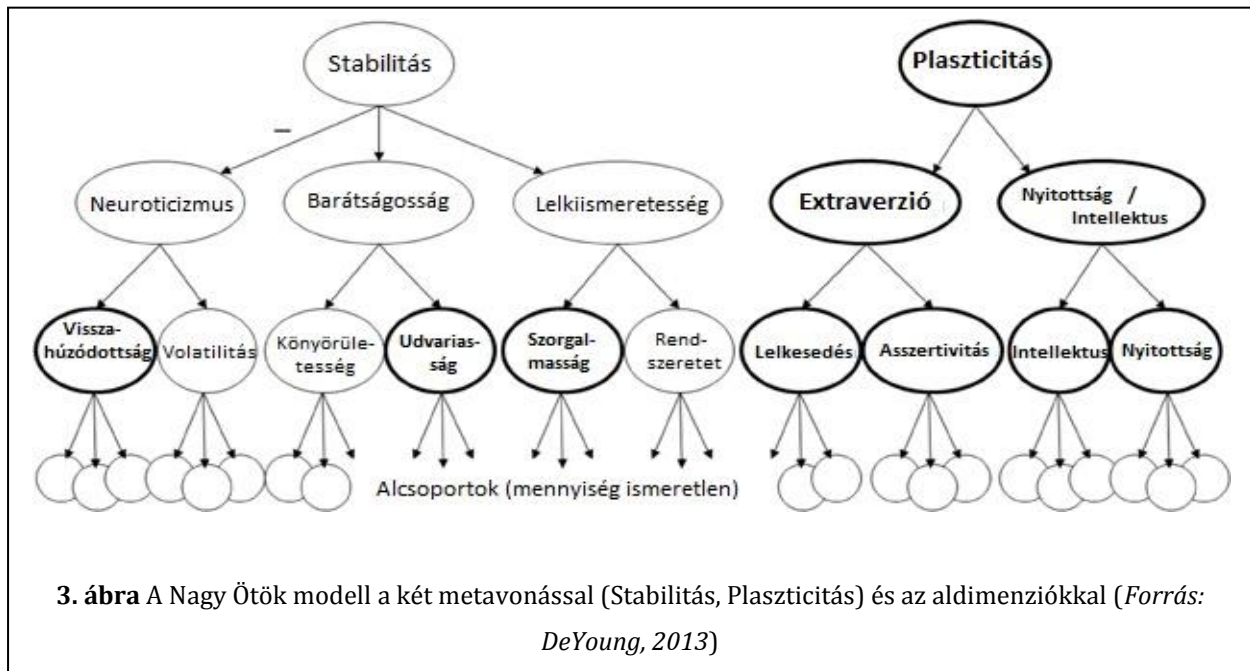 Stabilitás
Plaszticitás
–
Neuroticizmus
Barátságosság
Lelkiismeretesség
Extraverzió
Nyitottság /
Intellektus
Vissza-
húzódottság
Volatilitás
Könyörüle-
tesség
Udvarias-
ság
Szorgal-
masság
Rend-
szeretet
Lelkesedés
Asszertivitás
Intellektus
Nyitottság
Alcsoportok (mennyiség ismeretlen)
3. ábra A Nagy Ötök modell a két metavonással (Stabilitás, Plaszticitás) és az aldimenziókkal (Forrás:
DeYoung, 2013)